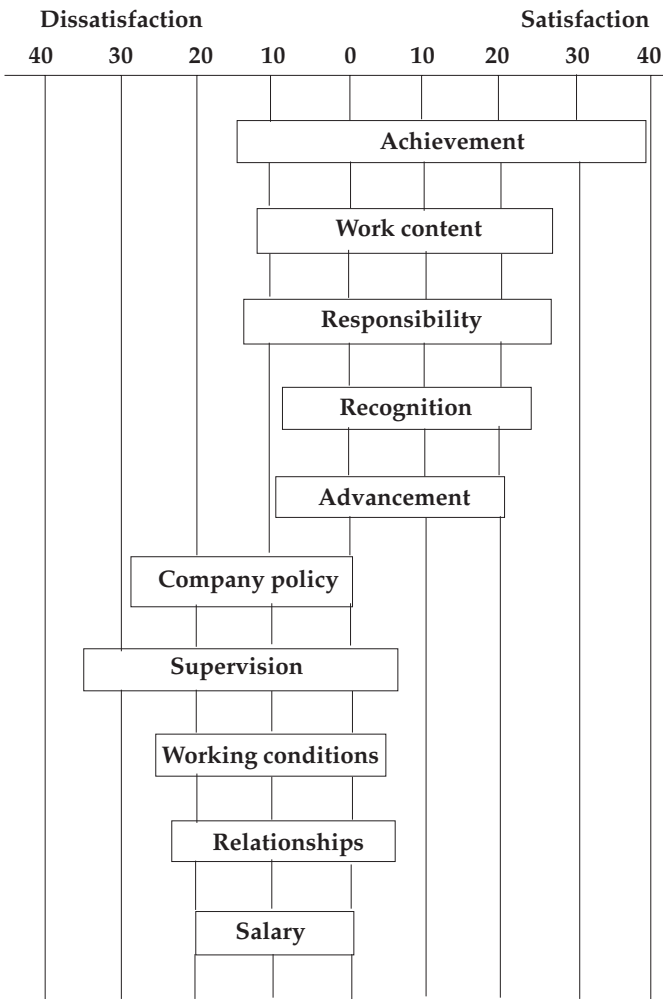 Dissatisfaction Satisfaction
40 30 20 10 0 10 20 30 40
Achievement
Work content
Responsibility
Recognition
Advancement
Company policy
Supervision
Working conditions
Relationships
Salary